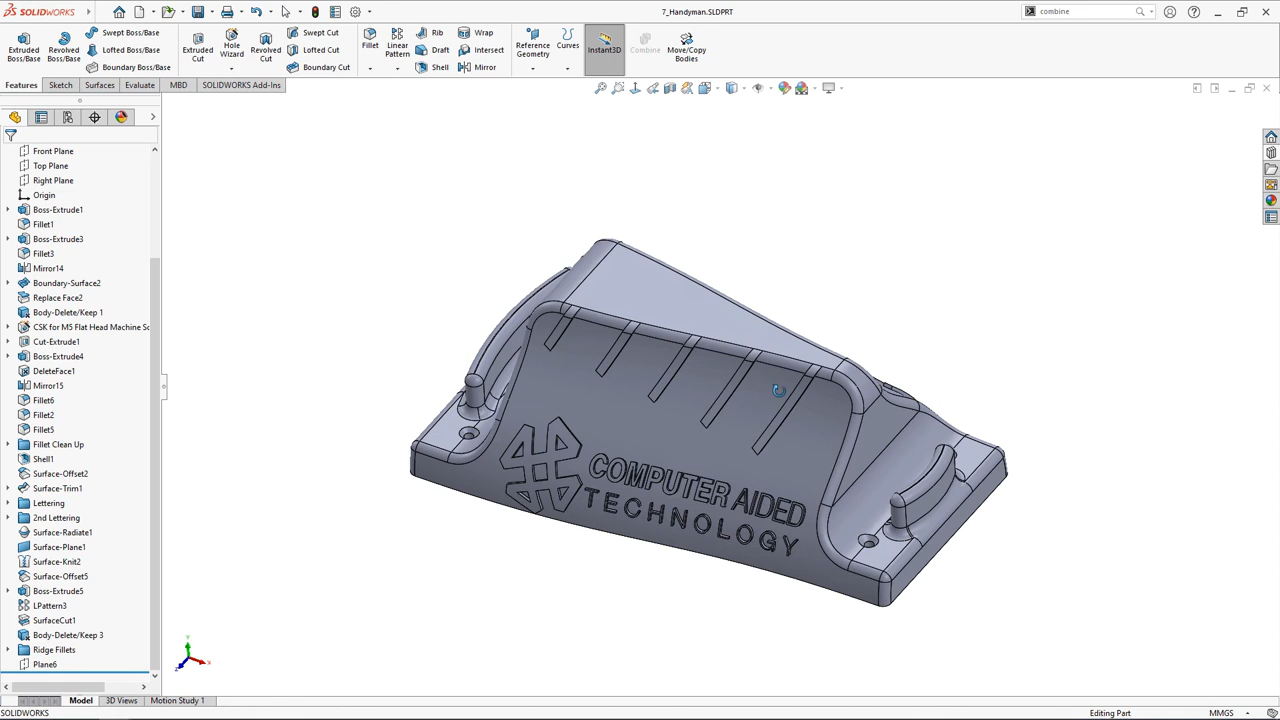 SOLIDWORKS
7_Handyman.SLDPRT
combine
Extruded Boss/Base
Revolved Boss/Base
Swept Boss/Base
Lofted Boss/Base
Boundary Boss/Base
Extruded Cut
Hole Wizard
Revolved Cut
Swept Cut
Lofted Cut
Boundary Cut
Fillet
Linear Pattern
Rib
Draft
Shell
Wrap
Intersect
Mirror
Reference Geometry
Curves
Instant3D
Combine
Move/Copy Bodies
Features
Sketch
Surfaces
Evaluate
MBD
SOLIDWORKS Add-Ins
Front Plane
Top Plane
Right Plane
Origin
Boss-Extrude1
Fillet1
Boss-Extrude3
Fillet3
Mirror14
Boundary-Surface2
Replace Face2
Body-Delete/Keep 1
CSK for M5 Flat Head Machine Sc
Cut-Extrude1
Boss-Extrude4
DeleteFace1
Mirror15
Fillet6
Fillet2
Fillet5
Fillet Clean Up
Shell1
Surface-Offset2
Surface-Trim1
Lettering
2nd Lettering
Surface-Radiate1
Surface-Plane1
Surface-Knit2
Surface-Offset5
Boss-Extrude5
LPattern3
SurfaceCut1
Body-Delete/Keep 3
Ridge Fillets
Plane6
COMPUTER AIDED
TECHNOLOGY
Y
X
Z
Model
3D Views
Motion Study 1
SOLIDWORKS
Editing Part
MMGS